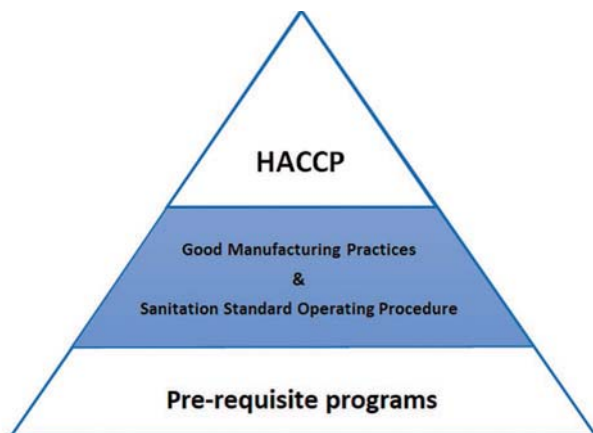 HACCP
Good Manufacturing Practices
&
Sanitation Standard Operating Procedure
Pre-requisite programs